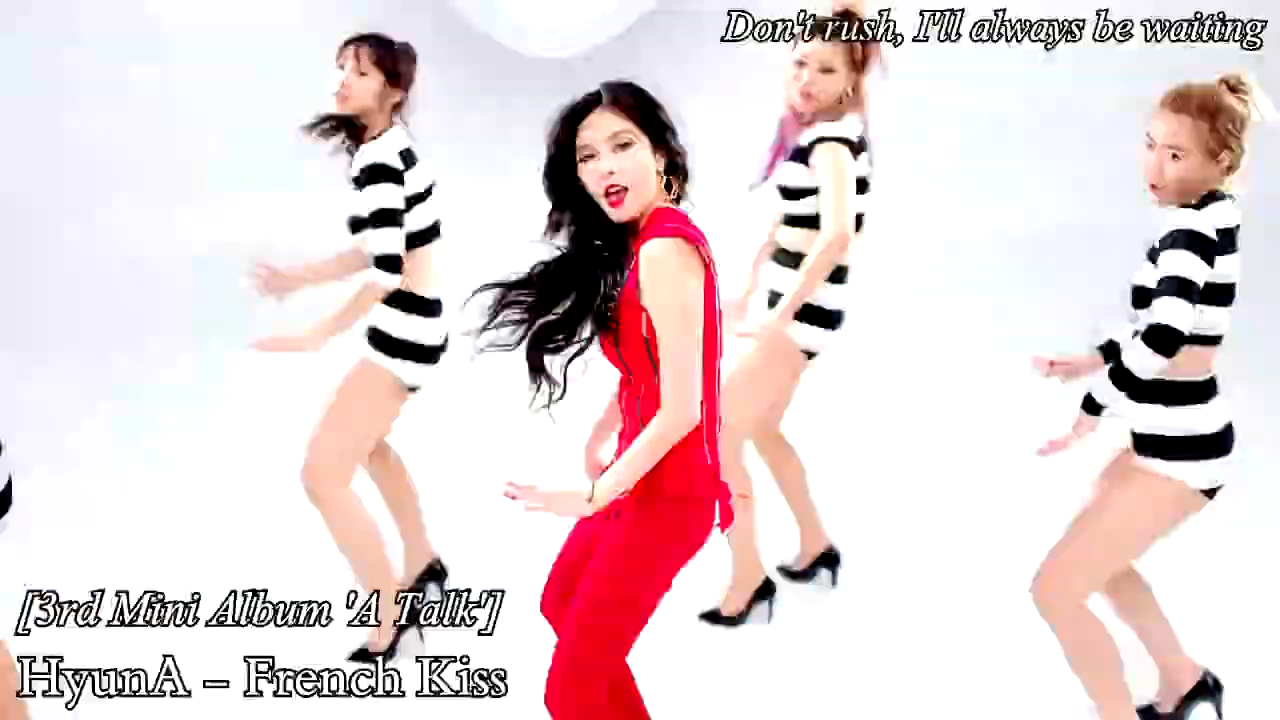 Don't rush, I'll always be waiting
[3rd Mini Album 'A Talk']
HyunA – French Kiss